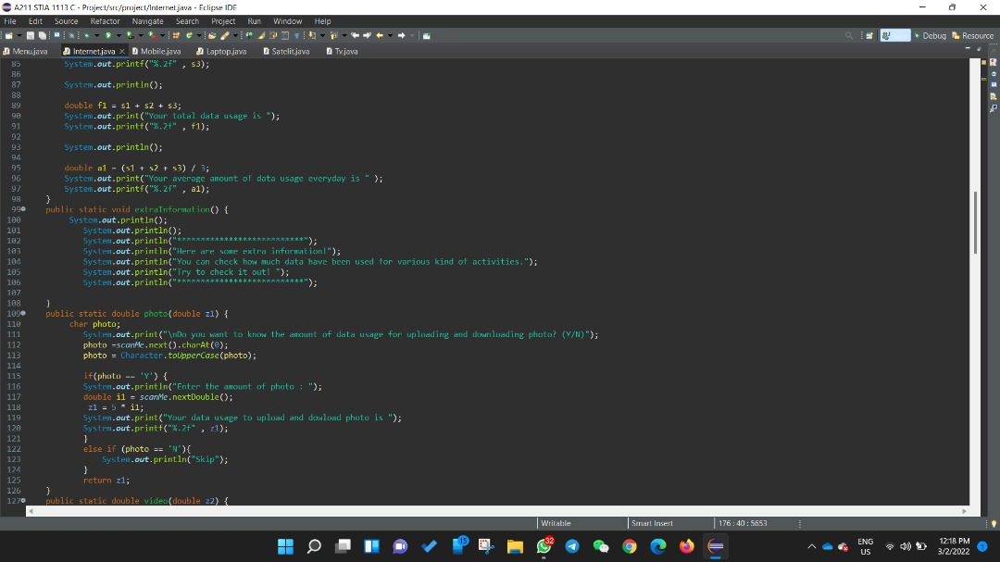 A211 STIA 1113 C - Project/src/project/Internet.java - Eclipse IDE
File Edit Source Refactor Navigate Search Project Run Window Help
Debug Resource
Menu.java Internet.java Mobile.java Laptop.java Satelit.java Tv.java
85 System.out.printf("%.2f" , s3);
86
87 System.out.println();
88
89 double f1 = s1 + s2 + s3;
90 System.out.print("Your total data usage is ");
91 System.out.printf("%.2f" , f1);
92
93 System.out.println();
94
95 double a1 = (s1 + s2 + s3) / 3;
96 System.out.print("Your average amount of data usage everyday is " );
97 System.out.printf("%.2f" , a1);
98 }
99 public static void extraInformation() {
100 System.out.println();
101 System.out.println();
102 System.out.println("***************************");
103 System.out.println("Here are some extra information!");
104 System.out.println("You can check how much data have been used for various kind of activities.");
105 System.out.println("Try to check it out! ");
106 System.out.println("***************************");
107
108 }
109 public static double photo(double z1) {
110 char photo;
111 System.out.print("\nDo you want to know the amount of data usage for uploading and downloading photo? (Y/N)");
112 photo =scanMe.next().charAt(0);
113 photo = Character.toUpperCase(photo);
114
115 if(photo == 'Y') {
116 System.out.println("Enter the amount of photo : ");
117 double i1 = scanMe.nextDouble();
118 z1 = 5 * i1;
119 System.out.print("Your data usage to upload and dowload photo is ");
120 System.out.printf("%.2f" , z1);
121 }
122 else if (photo == 'N'){
123 System.out.println("Skip");
124 }
125 return z1;
126 }
127 public static double video(double z2) {
Writable Smart Insert 176 : 40 : 5653
15 32
ENG
US
12:18 PM
3/2/2022
1